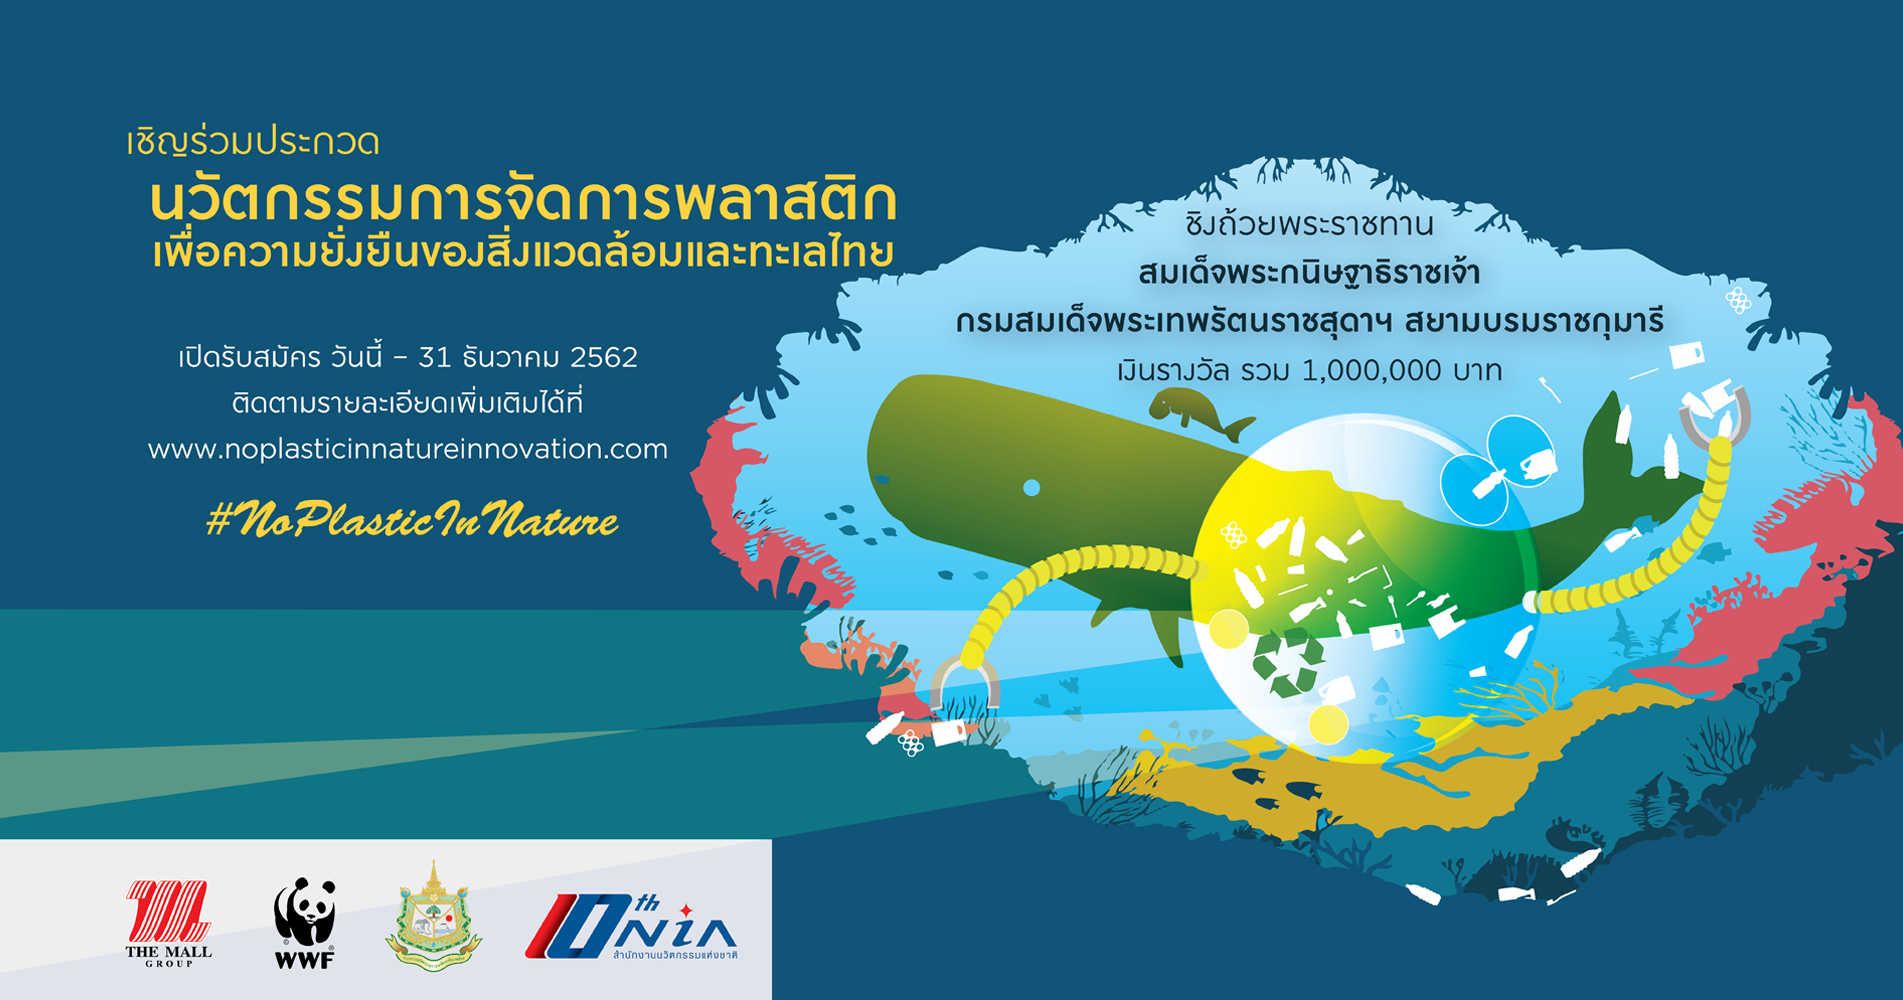 เชิญร่วมประกวด
นวัตกรรมการจัดการพลาสติก
เพื่อความยั่งยืนของสิ่งแวดล้อมและทะเลไทย
เปิดรับสมัคร วันนี้ – 31 ธันวาคม 2562
ติดตามรายละเอียดเพิ่มเติมได้ที่
www.noplasticinnatureinnovation.com
#NoPlasticInNature
ชิงถ้วยพระราชทาน
สมเด็จพระกนิษฐาธิราชเจ้า
กรมสมเด็จพระเทพรัตนราชสุดาฯ สยามบรมราชกุมารี
เงินรางวัล รวม 1,000,000 บาท
THE MALL
GROUP
WWF
10th NIA
สำนักงานนวัตกรรมแห่งชาติ